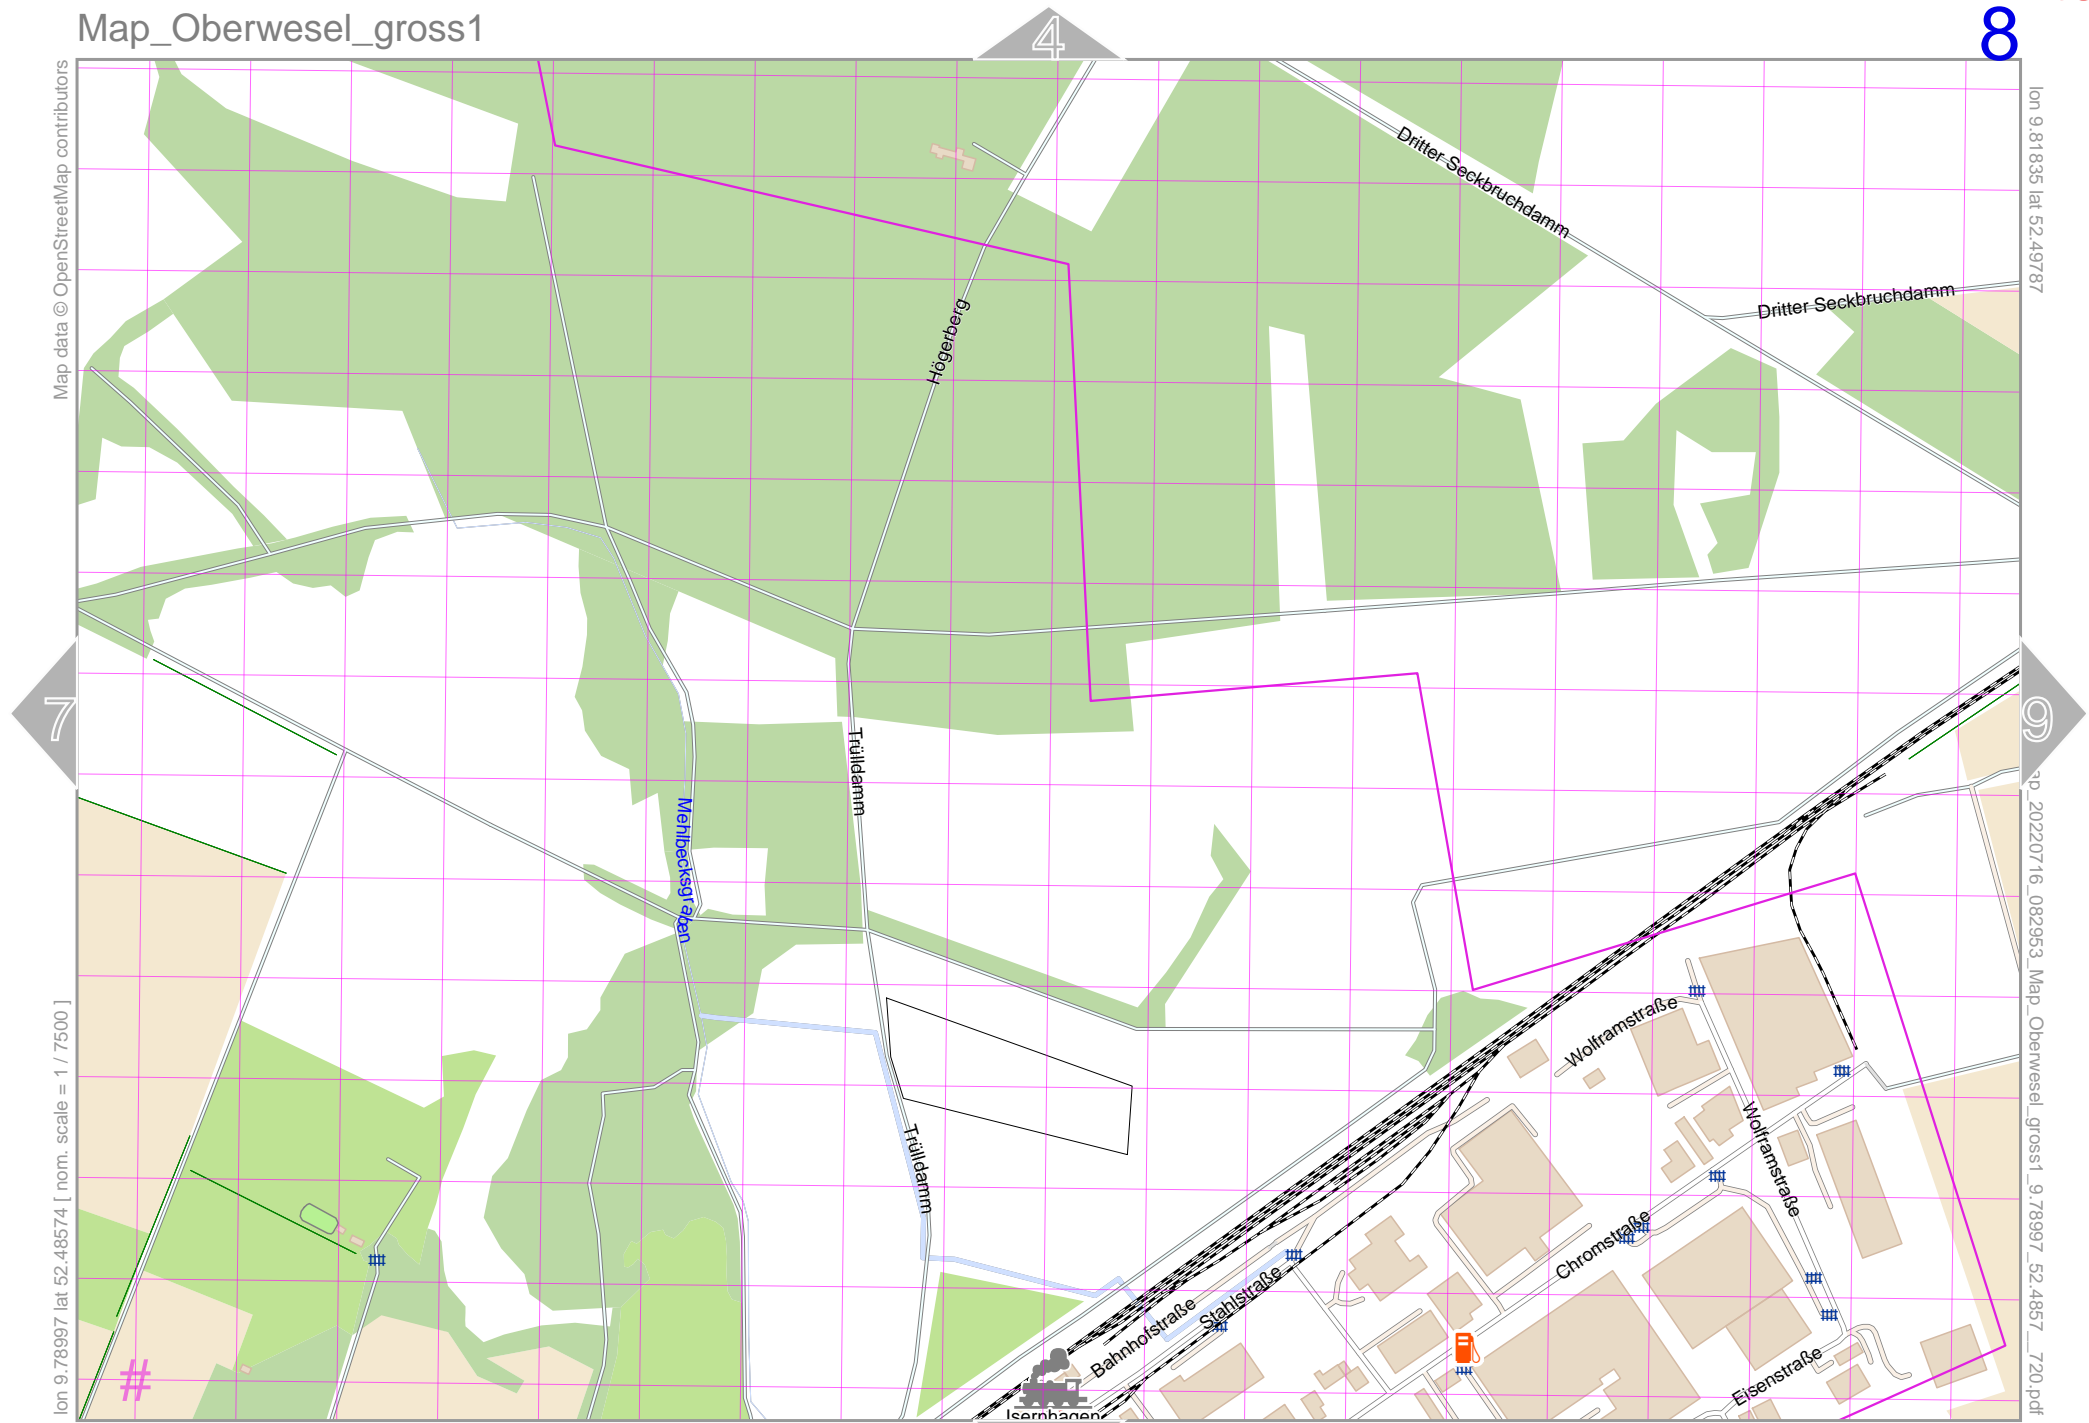 Map_Oberwesel_gross1
4
8
Map data © OpenStreetMap contributors
lon 9.81835 lat 52.49787
Dritter Seckbruchdamm
Dritter Seckbruchdamm
Högerberg
7
9
Trülldamm
Mehlbecksgraben
Wolframstraße
Trülldamm
Wolframstraße
Chromstraße
Stahlstraße
Bahnhofstraße
Eisenstraße
#
Isernhagen
lon 9.78997 lat 52.48574 [ nom. scale = 1 / 7500 ]
ap_20220716_082953_Map_Oberwesel_gross1_9.78997_52.4857__720.pdf